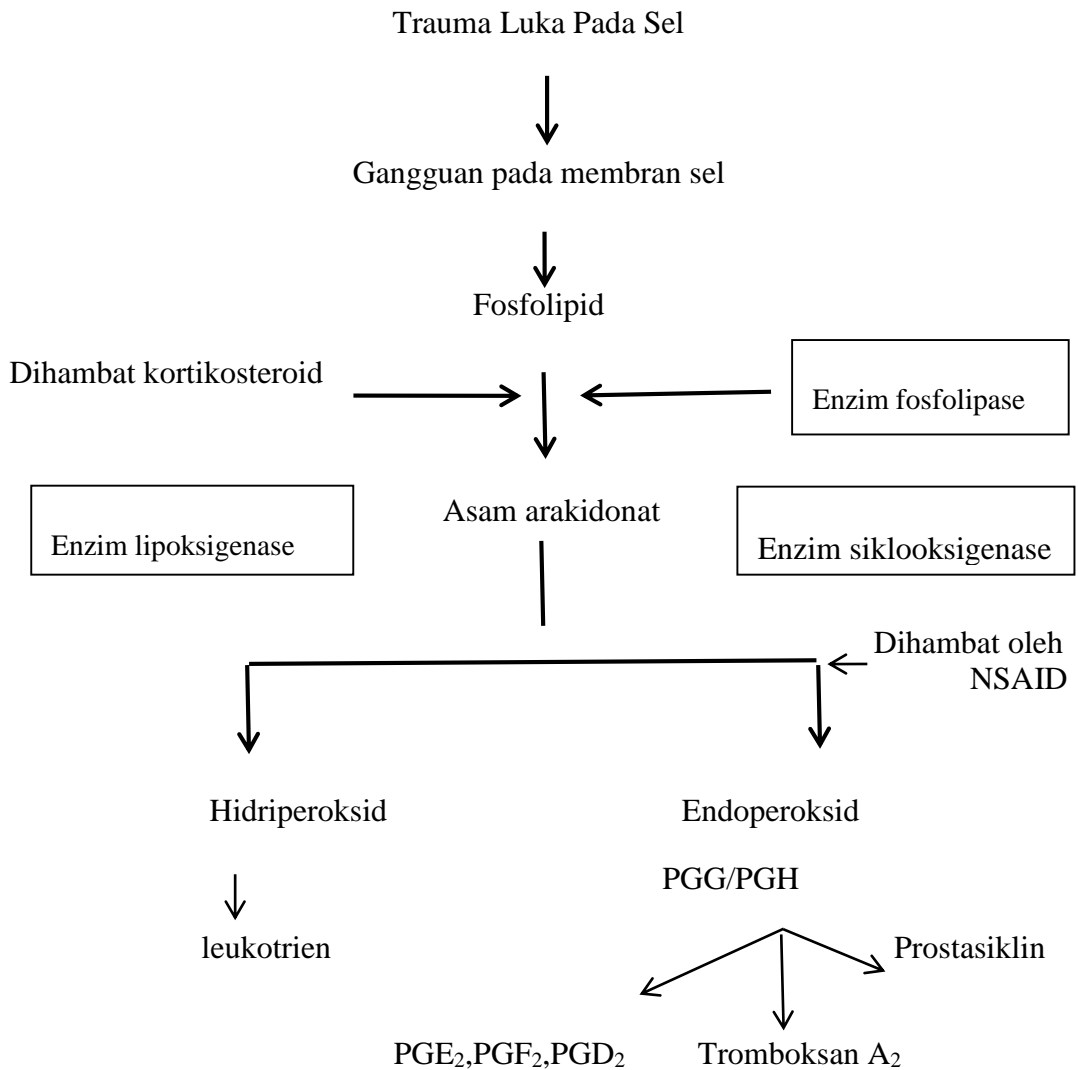 Trauma Luka Pada Sel
Gangguan pada membran sel
Fosfolipid
Dihambat kortikosteroid
Enzim fosfolipase
Asam arakidonat
Enzim lipoksigenase
Enzim siklooksigenase
Dihambat oleh
NSAID
Hidriperoksid
Endoperoksid
PGG/PGH
leukotrien
Prostasiklin
PGE₂,PGF₂,PGD₂
Tromboksan A₂